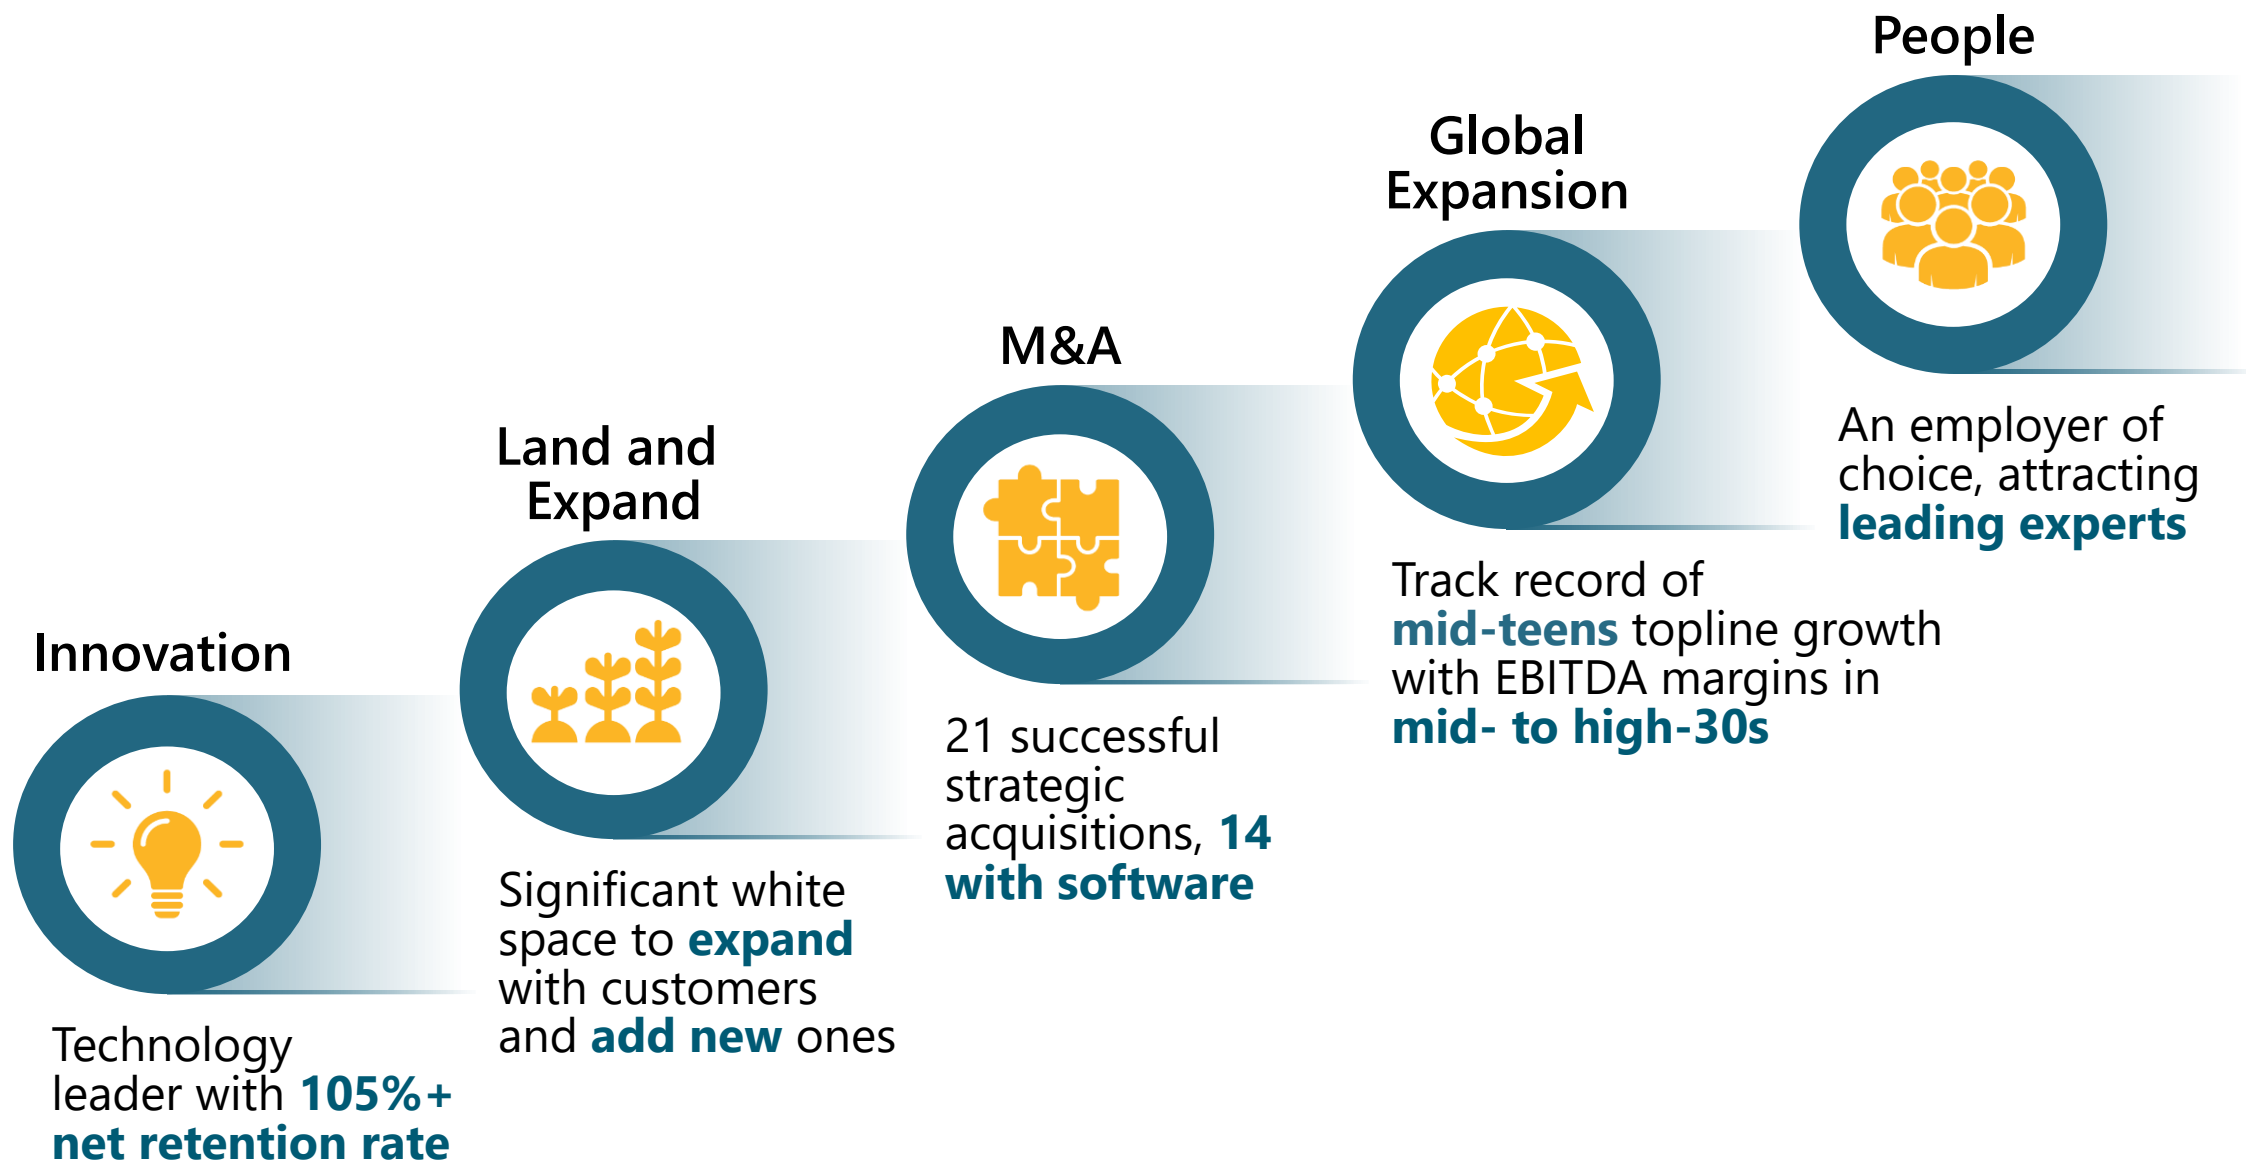 Innovation
Technology
leader with 105%+
net retention rate
Land and
Expand
Significant white
space to expand
with customers
and add new ones
M&A
21 successful
strategic
acquisitions, 14
with software
Global
Expansion
Track record of
mid-teens topline growth
with EBITDA margins in
mid- to high-30s
People
An employer of
choice, attracting
leading experts